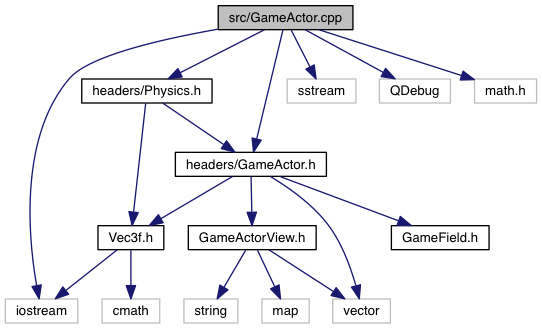 src/GameActor.cpp
headers/Physics.h
sstream
QDebug
math.h
headers/GameActor.h
Vec3f.h
GameActorView.h
GameField.h
iostream
cmath
string
map
vector